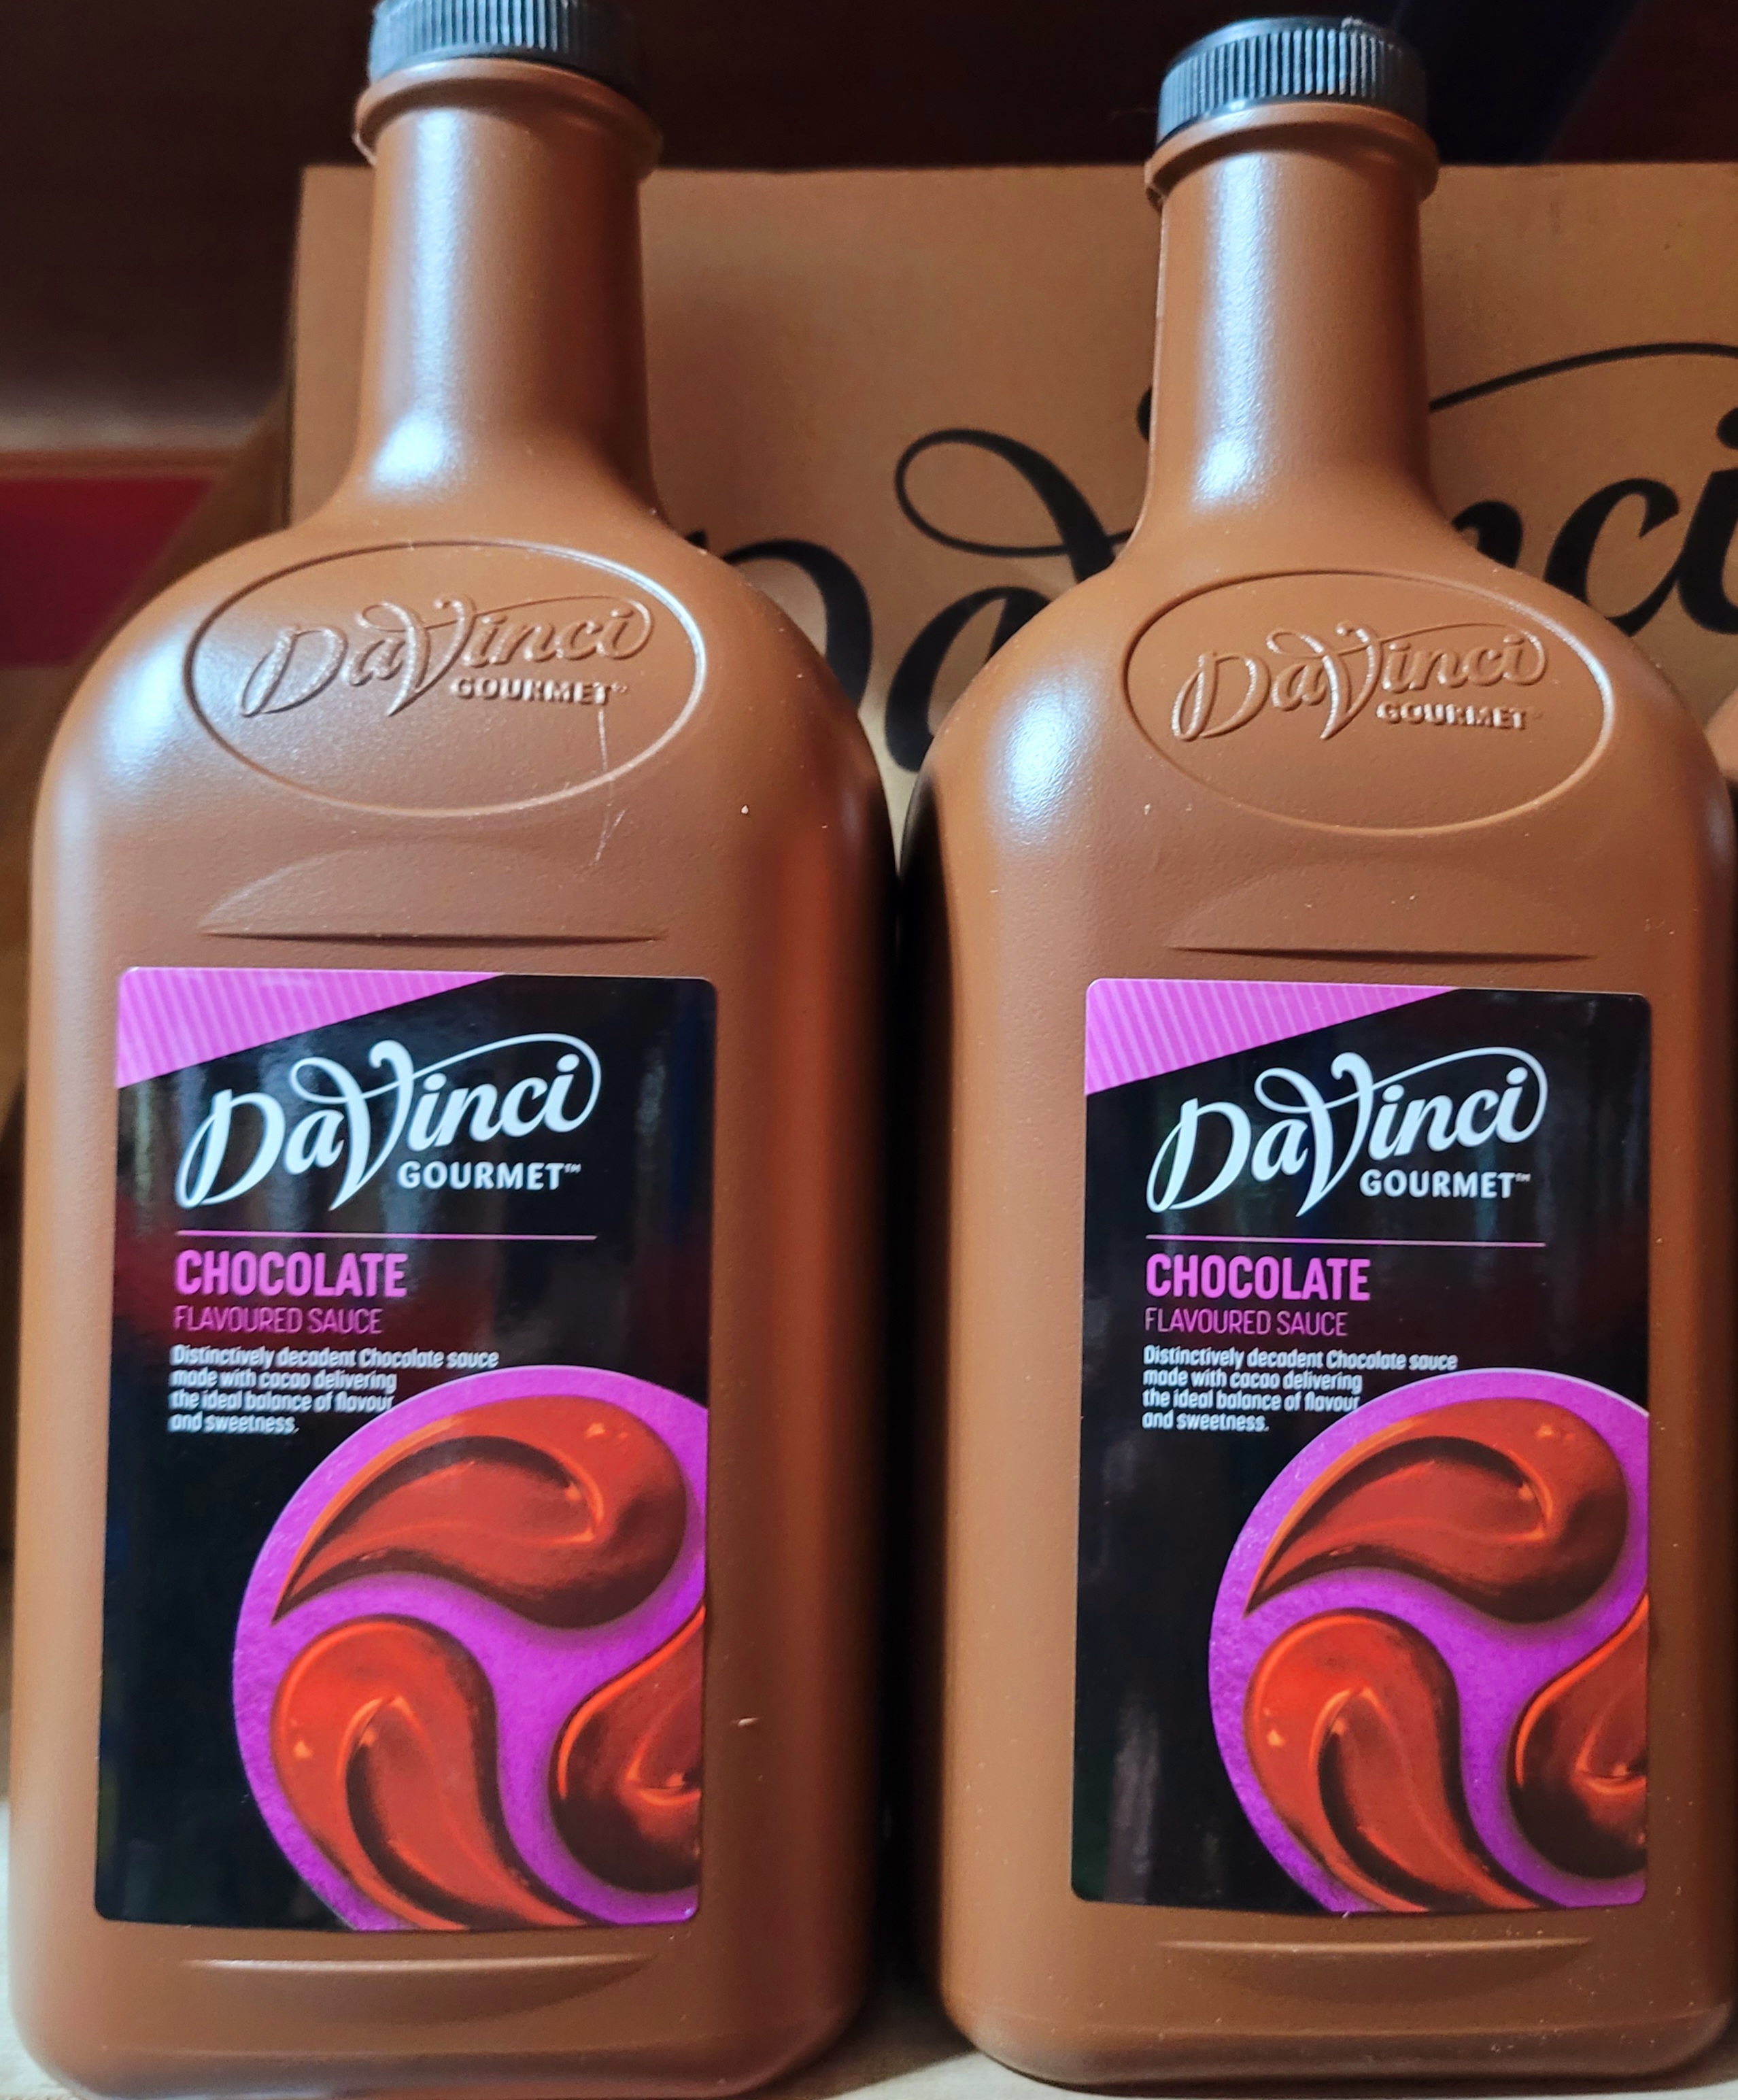 DaVinci
GOURMET
DaVinci
GOURMET
DaVinci
GOURMET™
CHOCOLATE
FLAVOURED SAUCE
Distinctively decadent Chocolate sauce
made with cacao delivering
the ideal balance of flavour
and sweetness.
DaVinci
GOURMET™
CHOCOLATE
FLAVOURED SAUCE
Distinctively decadent Chocolate sauce
made with cacao delivering
the ideal balance of flavour
and sweetness.